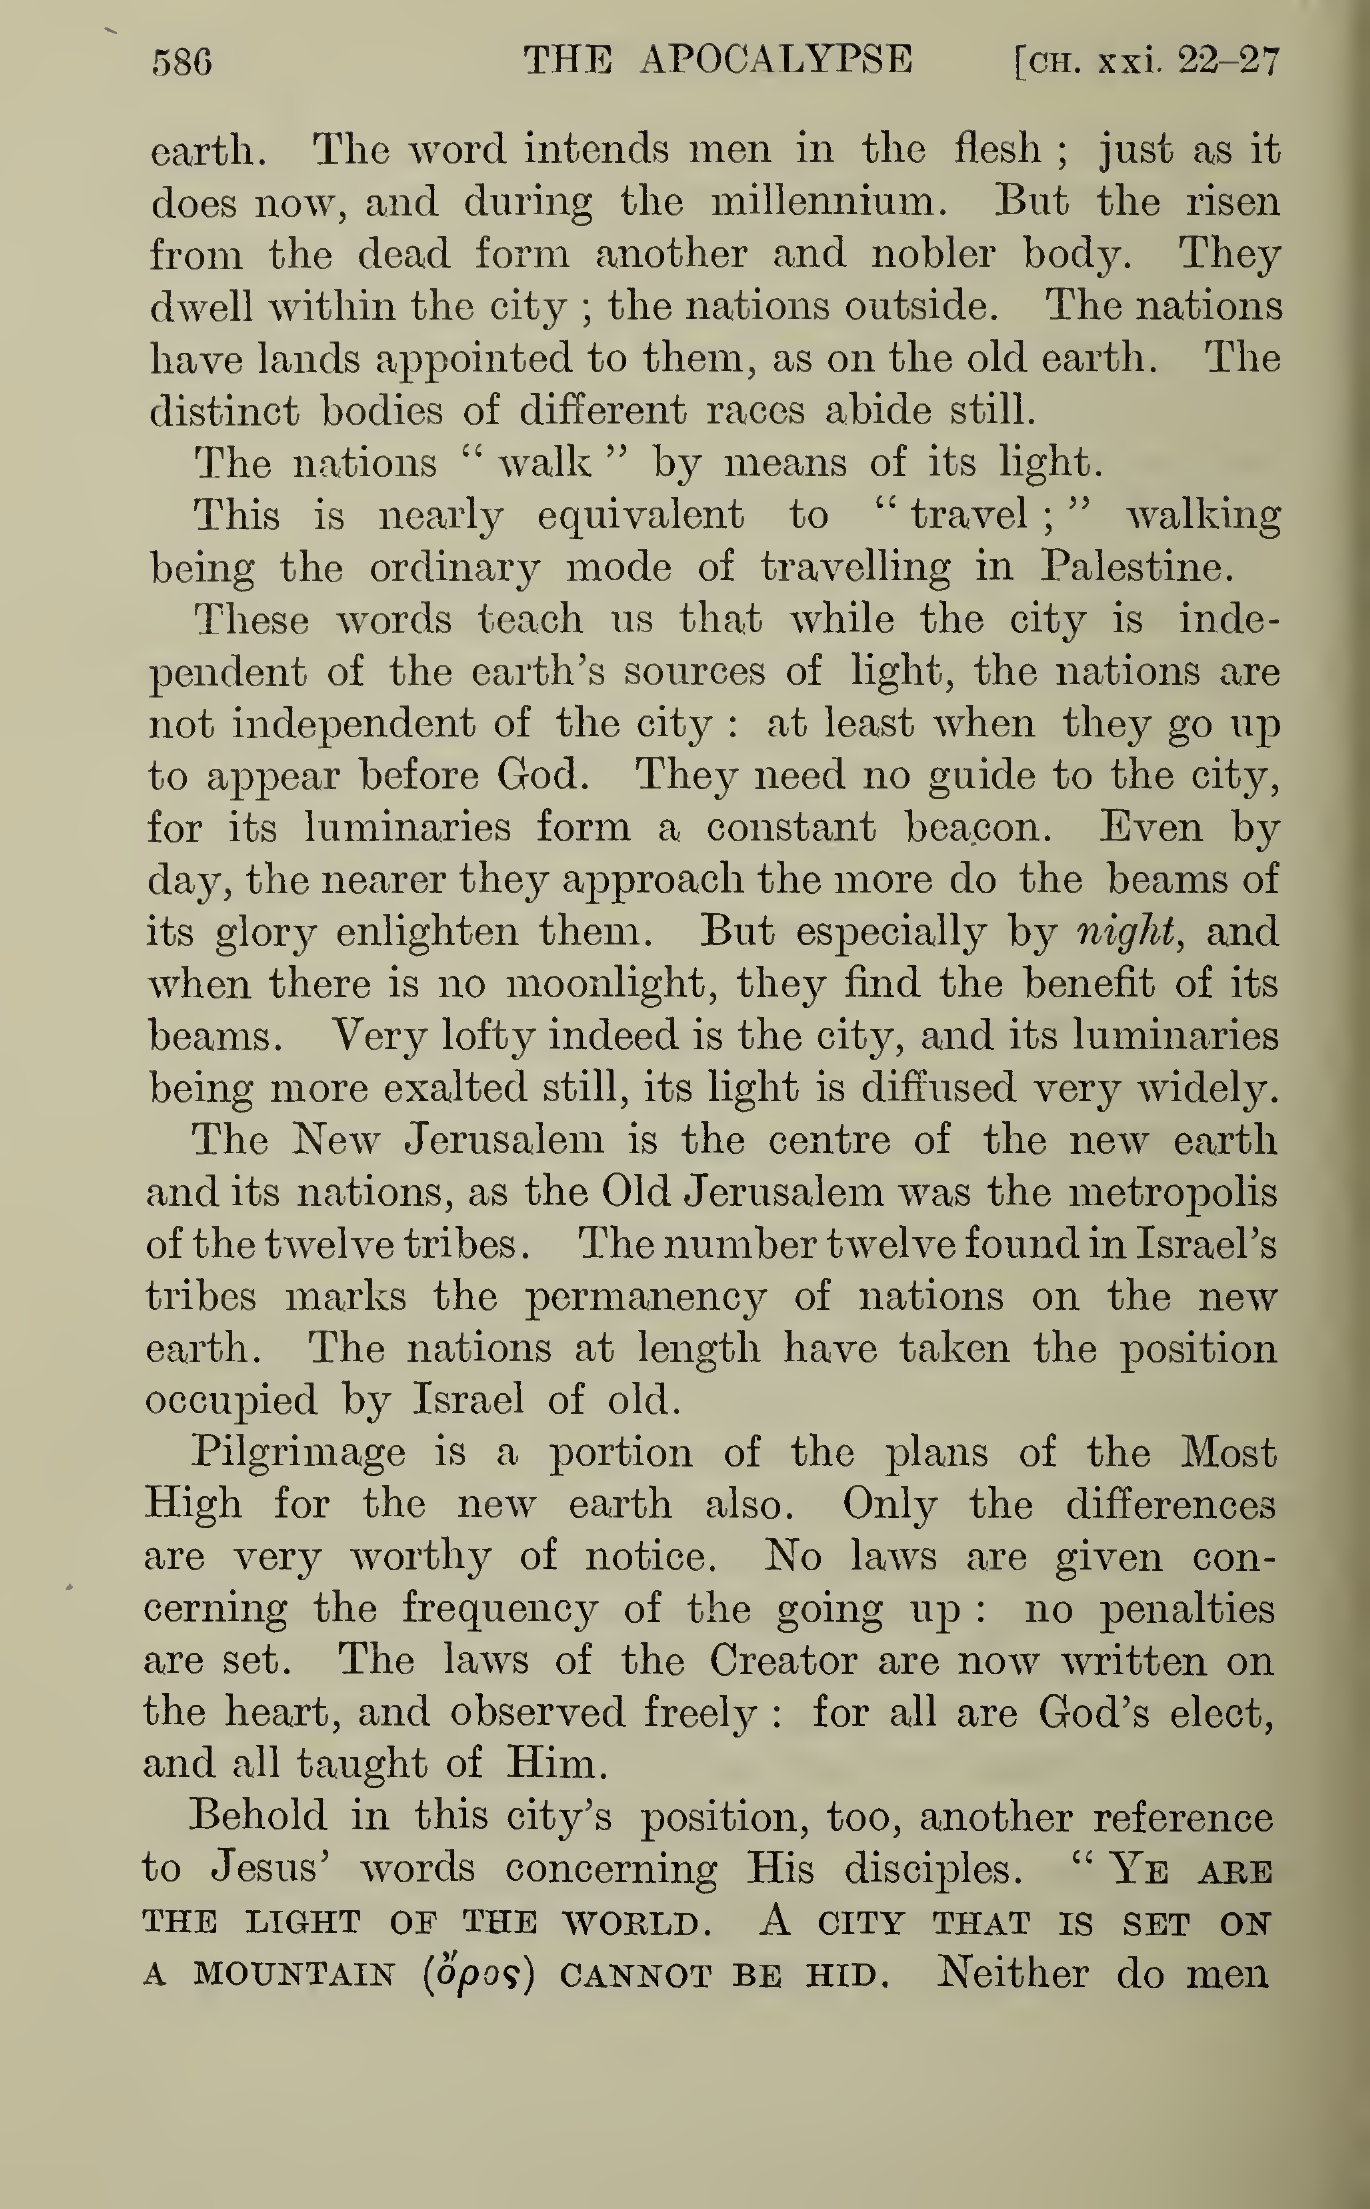 586 THE APOCALYPSE [CH. xxi. 22–27
earth. The word intends men in the flesh ; just as it
does now, and during the millennium. But the risen
from the dead form another and nobler body. They
dwell within the city ; the nations outside. The nations
have lands appointed to them, as on the old earth. The
distinct bodies of different races abide still.
The nations “ walk ” by means of its light.
This is nearly equivalent to “ travel ; ” walking
being the ordinary mode of travelling in Palestine.
These words teach us that while the city is inde-
pendent of the earth’s sources of light, the nations are
not independent of the city : at least when they go up
to appear before God. They need no guide to the city,
for its luminaries form a constant beacon. Even by
day, the nearer they approach the more do the beams of
its glory enlighten them. But especially by night, and
when there is no moonlight, they find the benefit of its
beams. Very lofty indeed is the city, and its luminaries
being more exalted still, its light is diffused very widely.
The New Jerusalem is the centre of the new earth
and its nations, as the Old Jerusalem was the metropolis
of the twelve tribes. The number twelve found in Israel’s
tribes marks the permanency of nations on the new
earth. The nations at length have taken the position
occupied by Israel of old.
Pilgrimage is a portion of the plans of the Most
High for the new earth also. Only the differences
are very worthy of notice. No laws are given con-
cerning the frequency of the going up : no penalties
are set. The laws of the Creator are now written on
the heart, and observed freely : for all are God’s elect,
and all taught of Him.
Behold in this city’s position, too, another reference
to Jesus’ words concerning His disciples. “ YE ARE
THE LIGHT OF THE WORLD. A CITY THAT IS SET ON
A MOUNTAIN (ὄρος) CANNOT BE HID. Neither do men